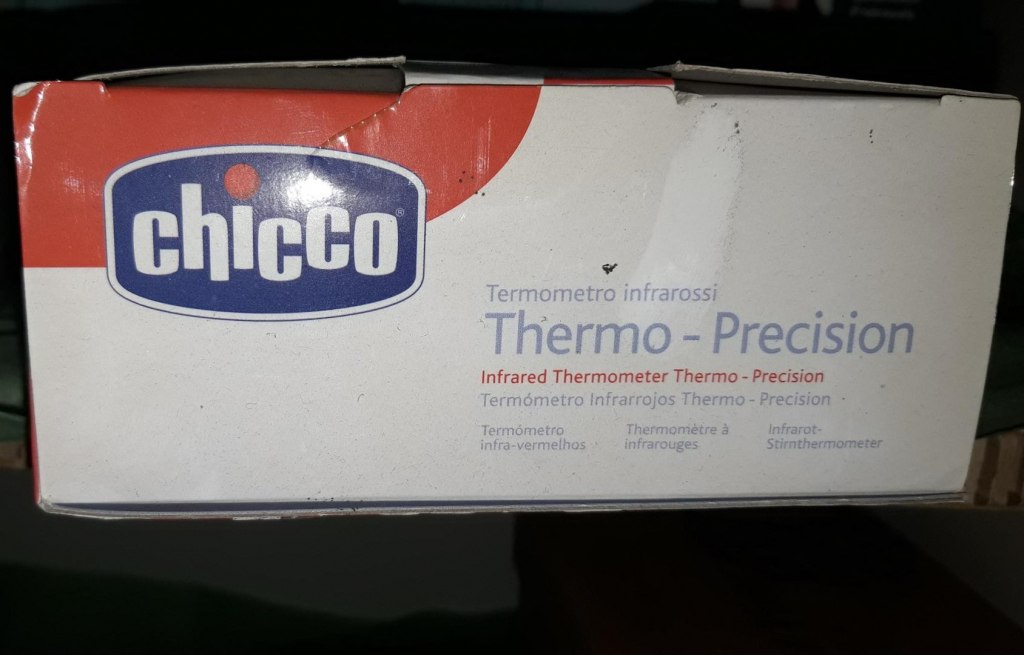 chicco®
Termometro infrarossi
Thermo - Precision
Infrared Thermometer Thermo - Precision
Termómetro Infrarrojos Thermo - Precision
Termómetro
infra-vermelhos
Thermomètre à
infrarouges
Infrarot-
Stirnthermometer